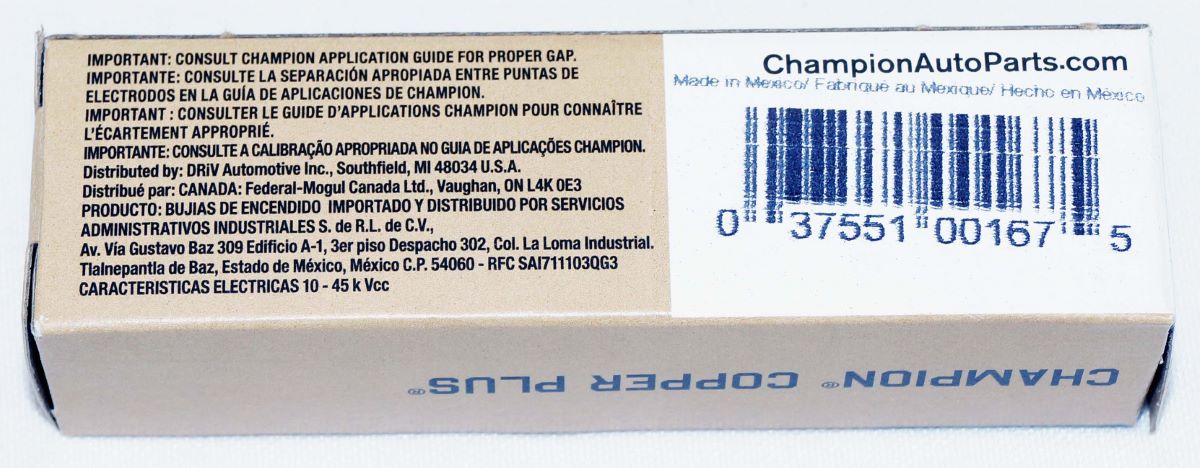 IMPORTANT: CONSULT CHAMPION APPLICATION GUIDE FOR PROPER GAP.
IMPORTANTE: CONSULTE LA SEPARACIÓN APROPIADA ENTRE PUNTAS DE
ELECTRODOS EN LA GUÍA DE APLICACIONES DE CHAMPION.
IMPORTANT : CONSULTER LE GUIDE D'APPLICATIONS CHAMPION POUR CONNAÎTRE
L'ÉCARTEMENT APPROPRIÉ.
IMPORTANTE: CONSULTE A CALIBRAÇÃO APROPRIADA NO GUIA DE APLICAÇÕES CHAMPION.
Distributed by: DRiV Automotive Inc., Southfield, MI 48034 U.S.A.
Distribué par: CANADA: Federal-Mogul Canada Ltd., Vaughan, ON L4K 0E3
PRODUCTO: BUJIAS DE ENCENDIDO IMPORTADO Y DISTRIBUIDO POR SERVICIOS
ADMINISTRATIVOS INDUSTRIALES S. de R.L. de C.V.,
Av. Vía Gustavo Baz 309 Edificio A-1, 3er piso Despacho 302, Col. La Loma Industrial.
Tlalnepantla de Baz, Estado de México, México C.P. 54060 - RFC SAI711103QG3
CARACTERISTICAS ELECTRICAS 10 - 45 k Vcc
ChampionAutoParts.com
Made in Mexico/ Fabriqué au Mexique/ Hecho en México
0 37551 00167 5
CHAMPION® COPPER PLUS®